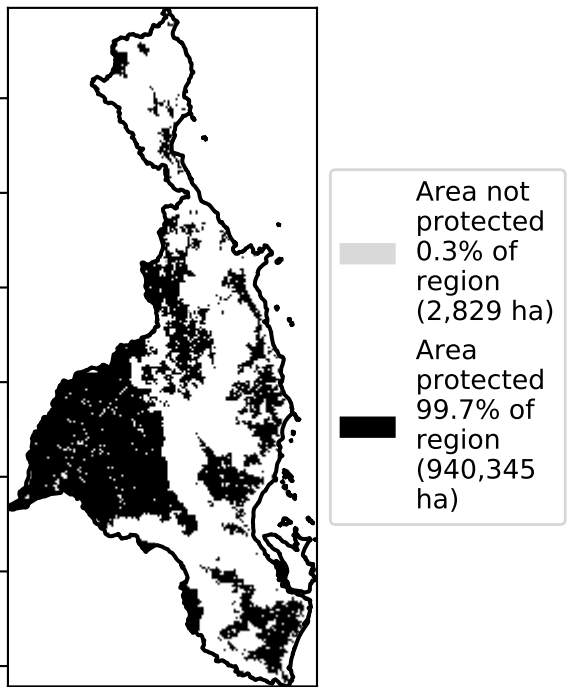 Area not
protected
0.3% of
region
(2,829 ha)
Area
protected
99.7% of
region
(940,345
ha)